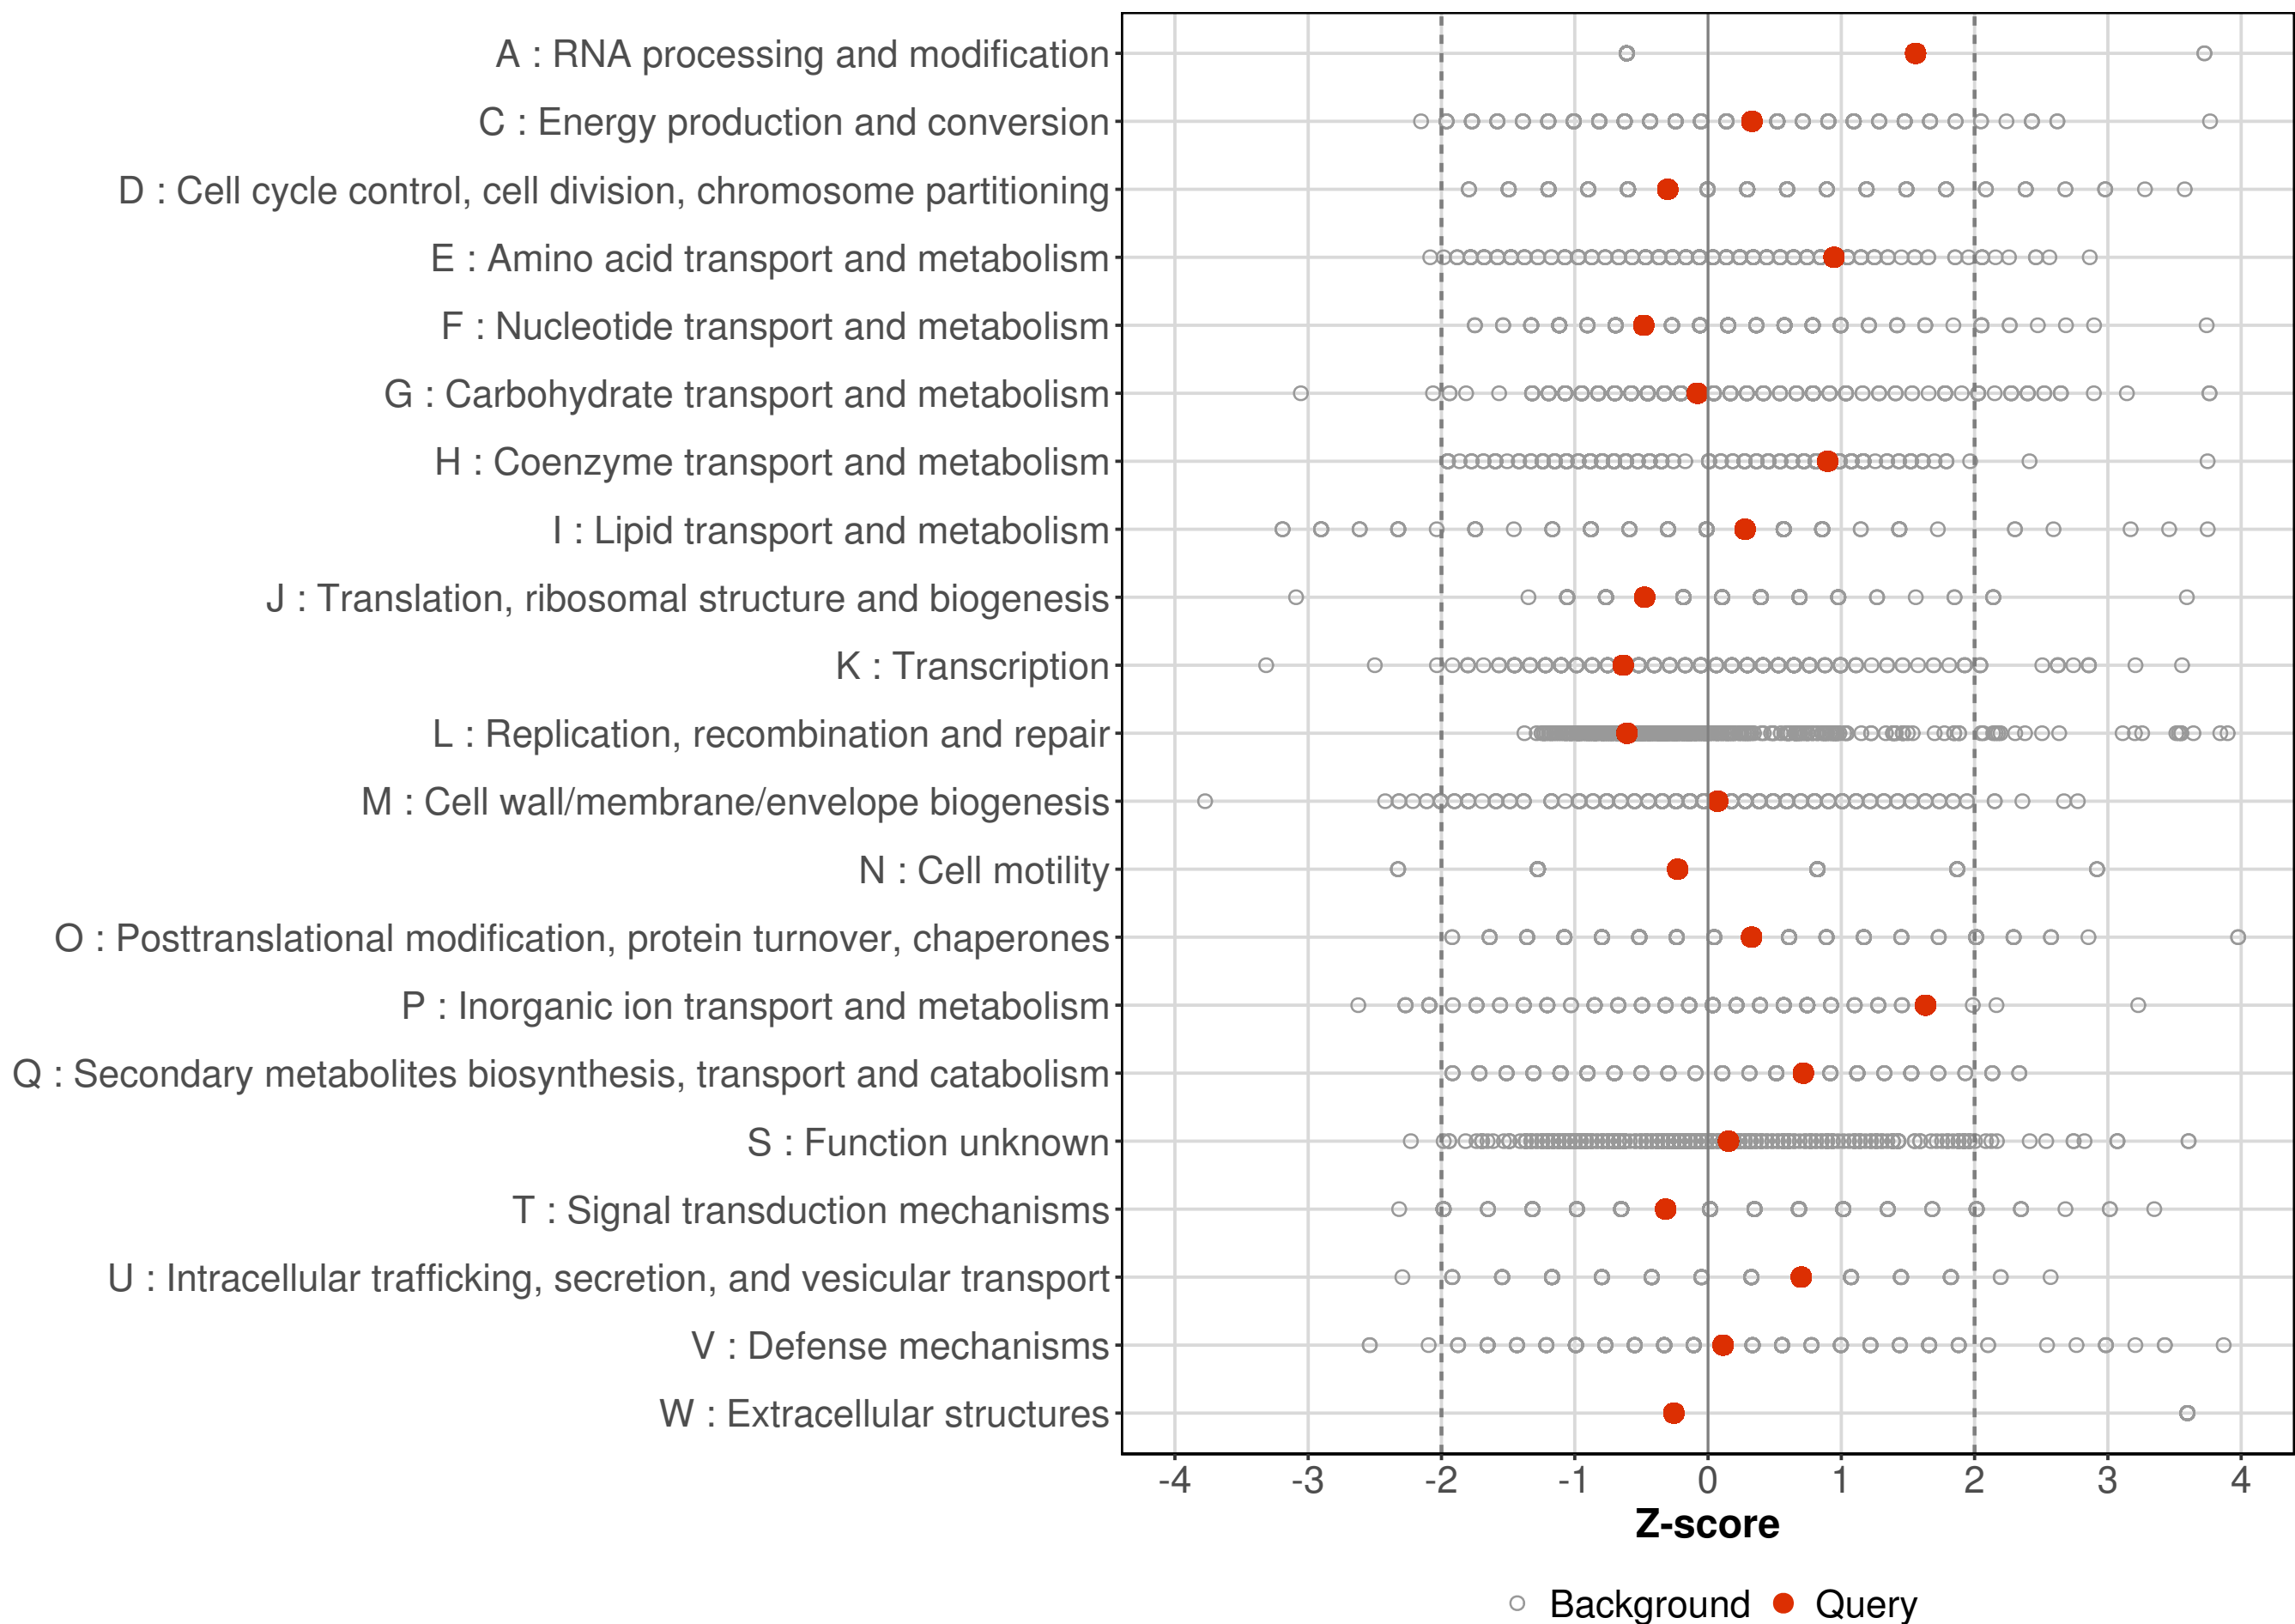 A : RNA processing and modification
C : Energy production and conversion
D : Cell cycle control, cell division, chromosome partitioning
E : Amino acid transport and metabolism
F : Nucleotide transport and metabolism
G : Carbohydrate transport and metabolism
H : Coenzyme transport and metabolism
I : Lipid transport and metabolism
J : Translation, ribosomal structure and biogenesis
K : Transcription
L : Replication, recombination and repair
M : Cell wall/membrane/envelope biogenesis
N : Cell motility
O : Posttranslational modification, protein turnover, chaperones
P : Inorganic ion transport and metabolism
Q : Secondary metabolites biosynthesis, transport and catabolism
S : Function unknown
T : Signal transduction mechanisms
U : Intracellular trafficking, secretion, and vesicular transport
V : Defense mechanisms
W : Extracellular structures
-4 -3 -2 -1 0 1 2 3 4
Z-score
Background Query